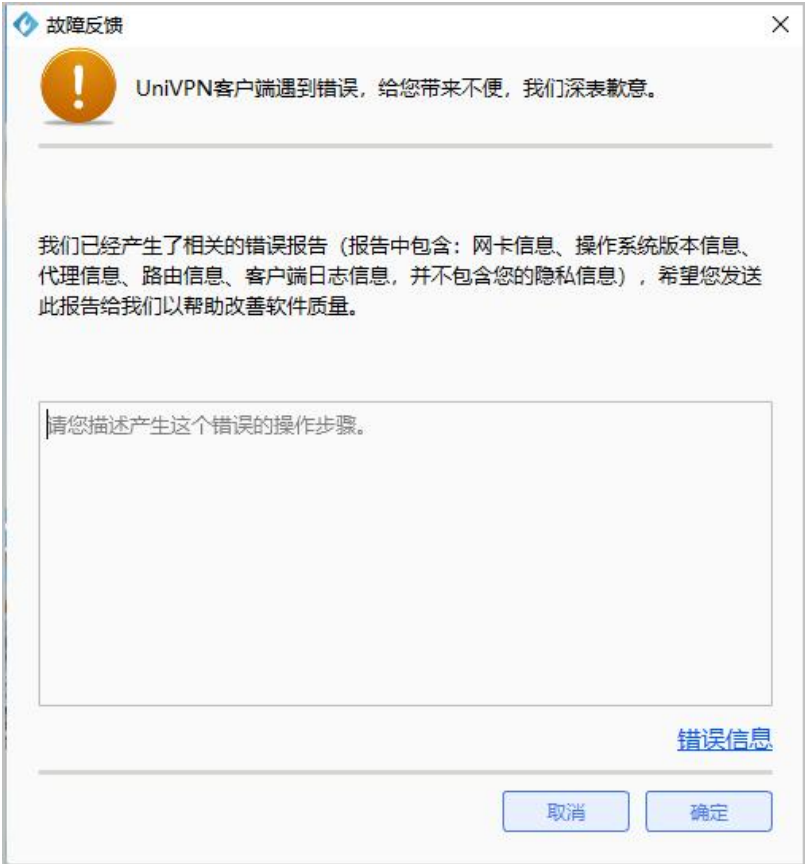 故障反馈
UniVPN客户端遇到错误，给您带来不便，我们深表歉意。
我们已经产生了相关的错误报告（报告中包含：网卡信息、操作系统版本信息、
代理信息、路由信息、客户端日志信息，并不包含您的隐私信息），希望您发送
此报告给我们以帮助改善软件质量。
请您描述产生这个错误的操作步骤。
错误信息
取消
确定